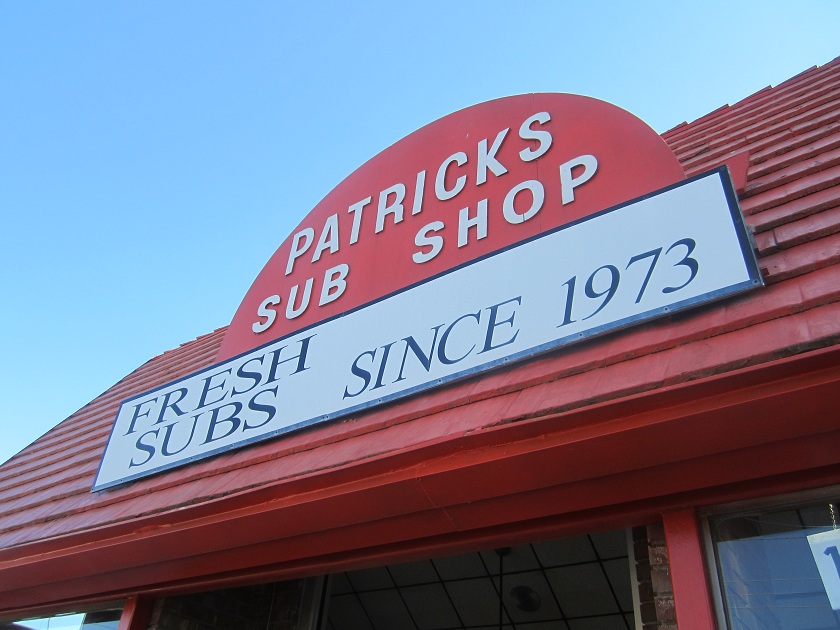 PATRICKS
SUB SHOP
FRESH
SUBS SINCE 1973